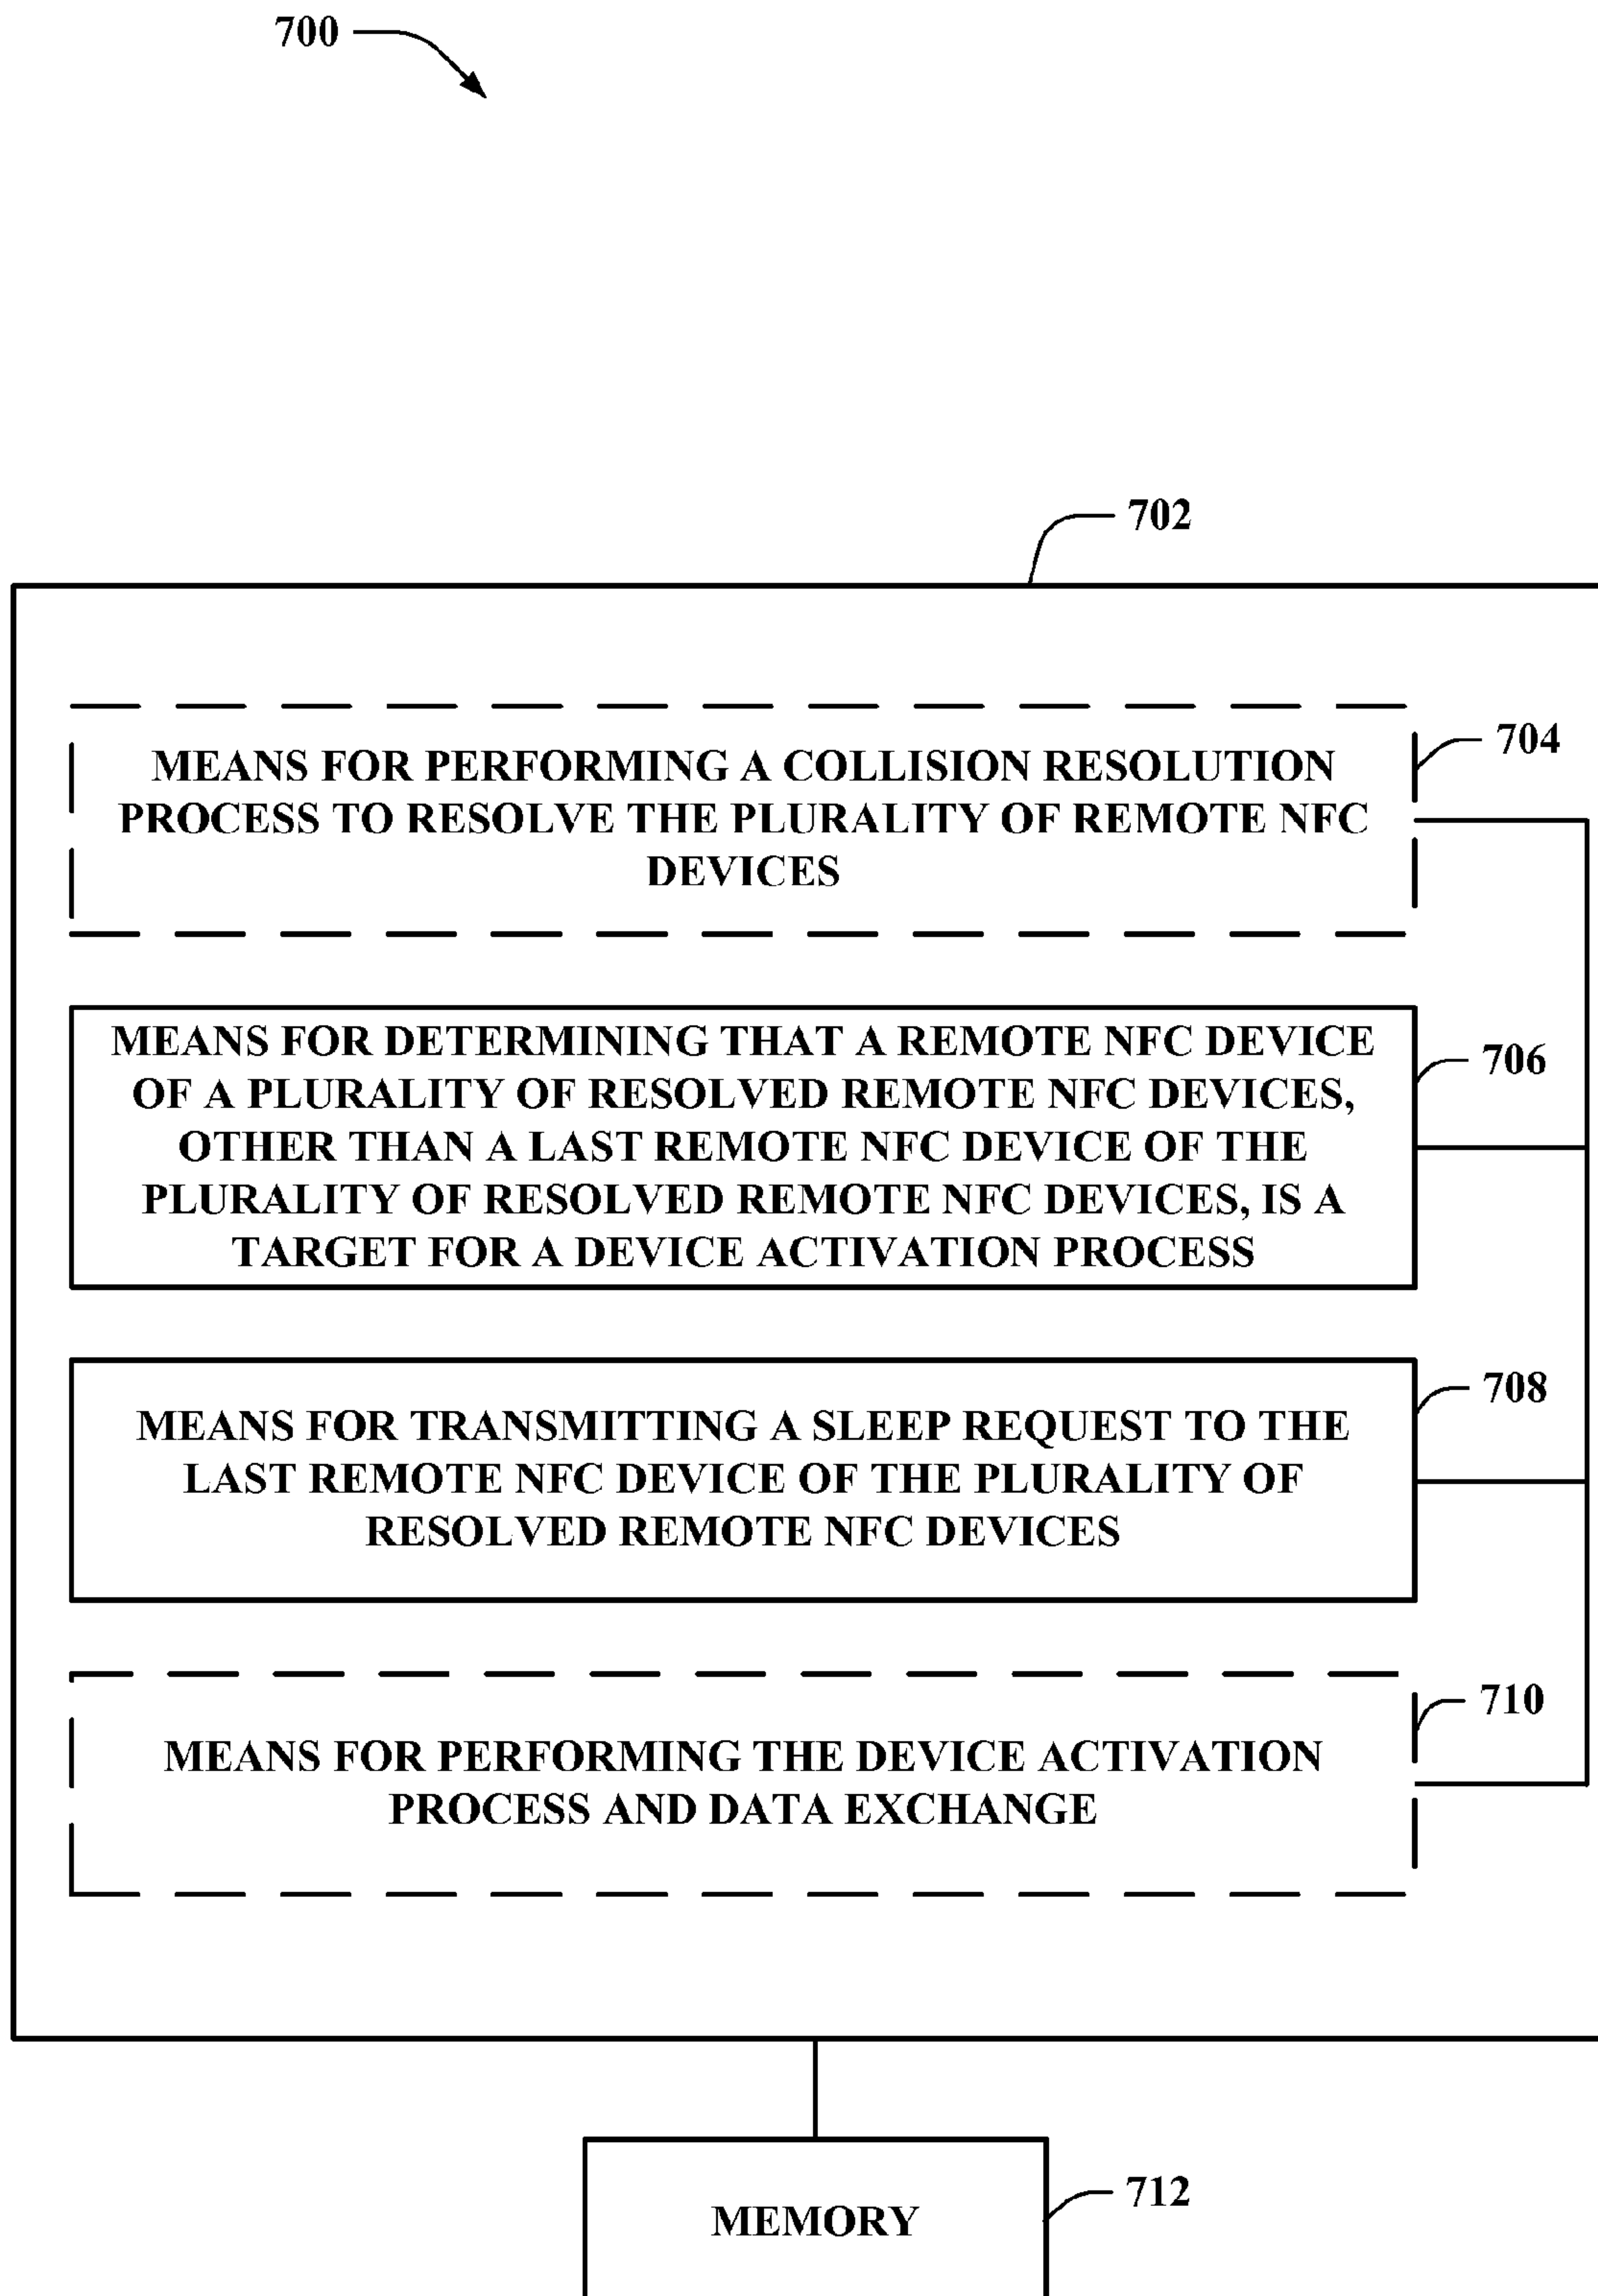 700
702
MEANS FOR PERFORMING A COLLISION RESOLUTION
PROCESS TO RESOLVE THE PLURALITY OF REMOTE NFC
DEVICES
704
MEANS FOR DETERMINING THAT A REMOTE NFC DEVICE
OF A PLURALITY OF RESOLVED REMOTE NFC DEVICES,
OTHER THAN A LAST REMOTE NFC DEVICE OF THE
PLURALITY OF RESOLVED REMOTE NFC DEVICES, IS A
TARGET FOR A DEVICE ACTIVATION PROCESS
706
MEANS FOR TRANSMITTING A SLEEP REQUEST TO THE
LAST REMOTE NFC DEVICE OF THE PLURALITY OF
RESOLVED REMOTE NFC DEVICES
708
MEANS FOR PERFORMING THE DEVICE ACTIVATION
PROCESS AND DATA EXCHANGE
710
MEMORY
712